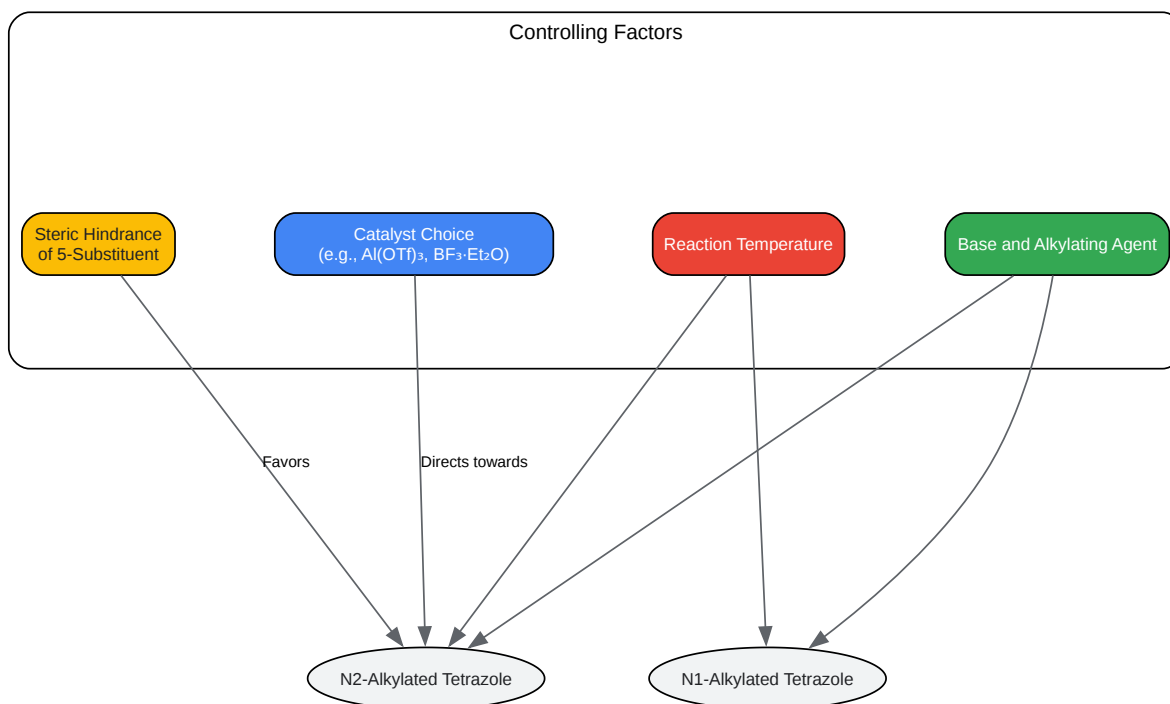 Controlling Factors
Steric Hindrance
of 5-Substituent
Catalyst Choice
(e.g., Al(OTf)₃, BF₃·Et₂O)
Reaction Temperature
Base and Alkylating Agent
Favors
Directs towards
N2-Alkylated Tetrazole
N1-Alkylated Tetrazole